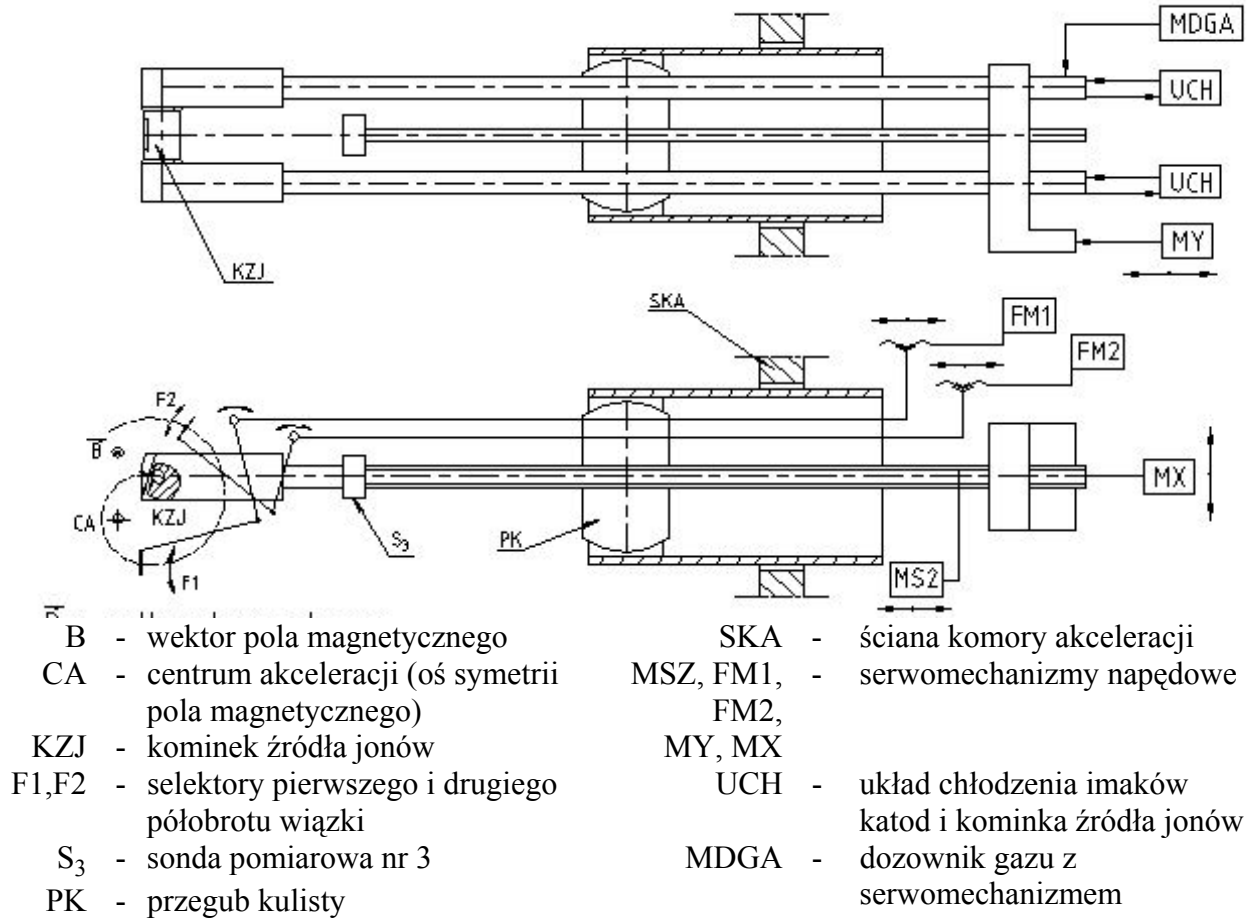 MDGA
UCH
UCH
MY
KZJ
SKA
FM1
FM2
F2
B
MX
CA
KZJ
S3
PK
F1
MS2
B - wektor pola magnetycznego
CA - centrum akceleracji (oś symetrii
pola magnetycznego)
KZJ - kominek źródła jonów
F1,F2 - selektory pierwszego i drugiego
półobrotu wiązki
S3 - sonda pomiarowa nr 3
PK - przegub kulisty
SKA - ściana komory akceleracji
MSZ, FM1, - serwomechanizmy napędowe
FM2,
MY, MX
UCH - układ chłodzenia imaków
katod i kominka źródła jonów
MDGA - dozownik gazu z
serwomechanizmem